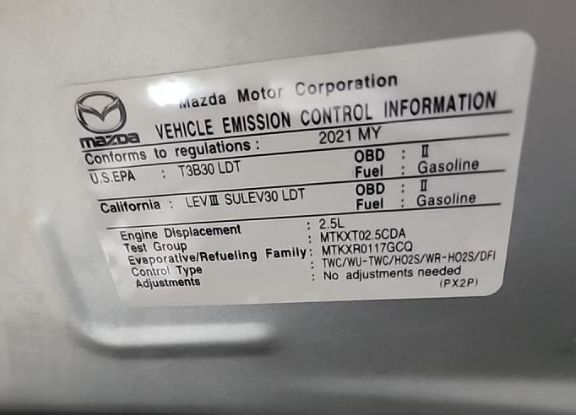 mazda
Mazda Motor Corporation
VEHICLE EMISSION CONTROL INFORMATION
Conforms to regulations : 2021 MY
U.S.EPA : T3B30 LDT OBD : II
Fuel : Gasoline
California : LEVIII SULEV30 LDT OBD : II
Fuel : Gasoline
Engine Displacement : 2.5L
Test Group : MTKXT02.5CDA
Evaporative/Refueling Family : MTKXR0117GCQ
Control Type : TWC/WU-TWC/HO2S/WR-HO2S/DFI
Adjustments : No adjustments needed
(PX2P)